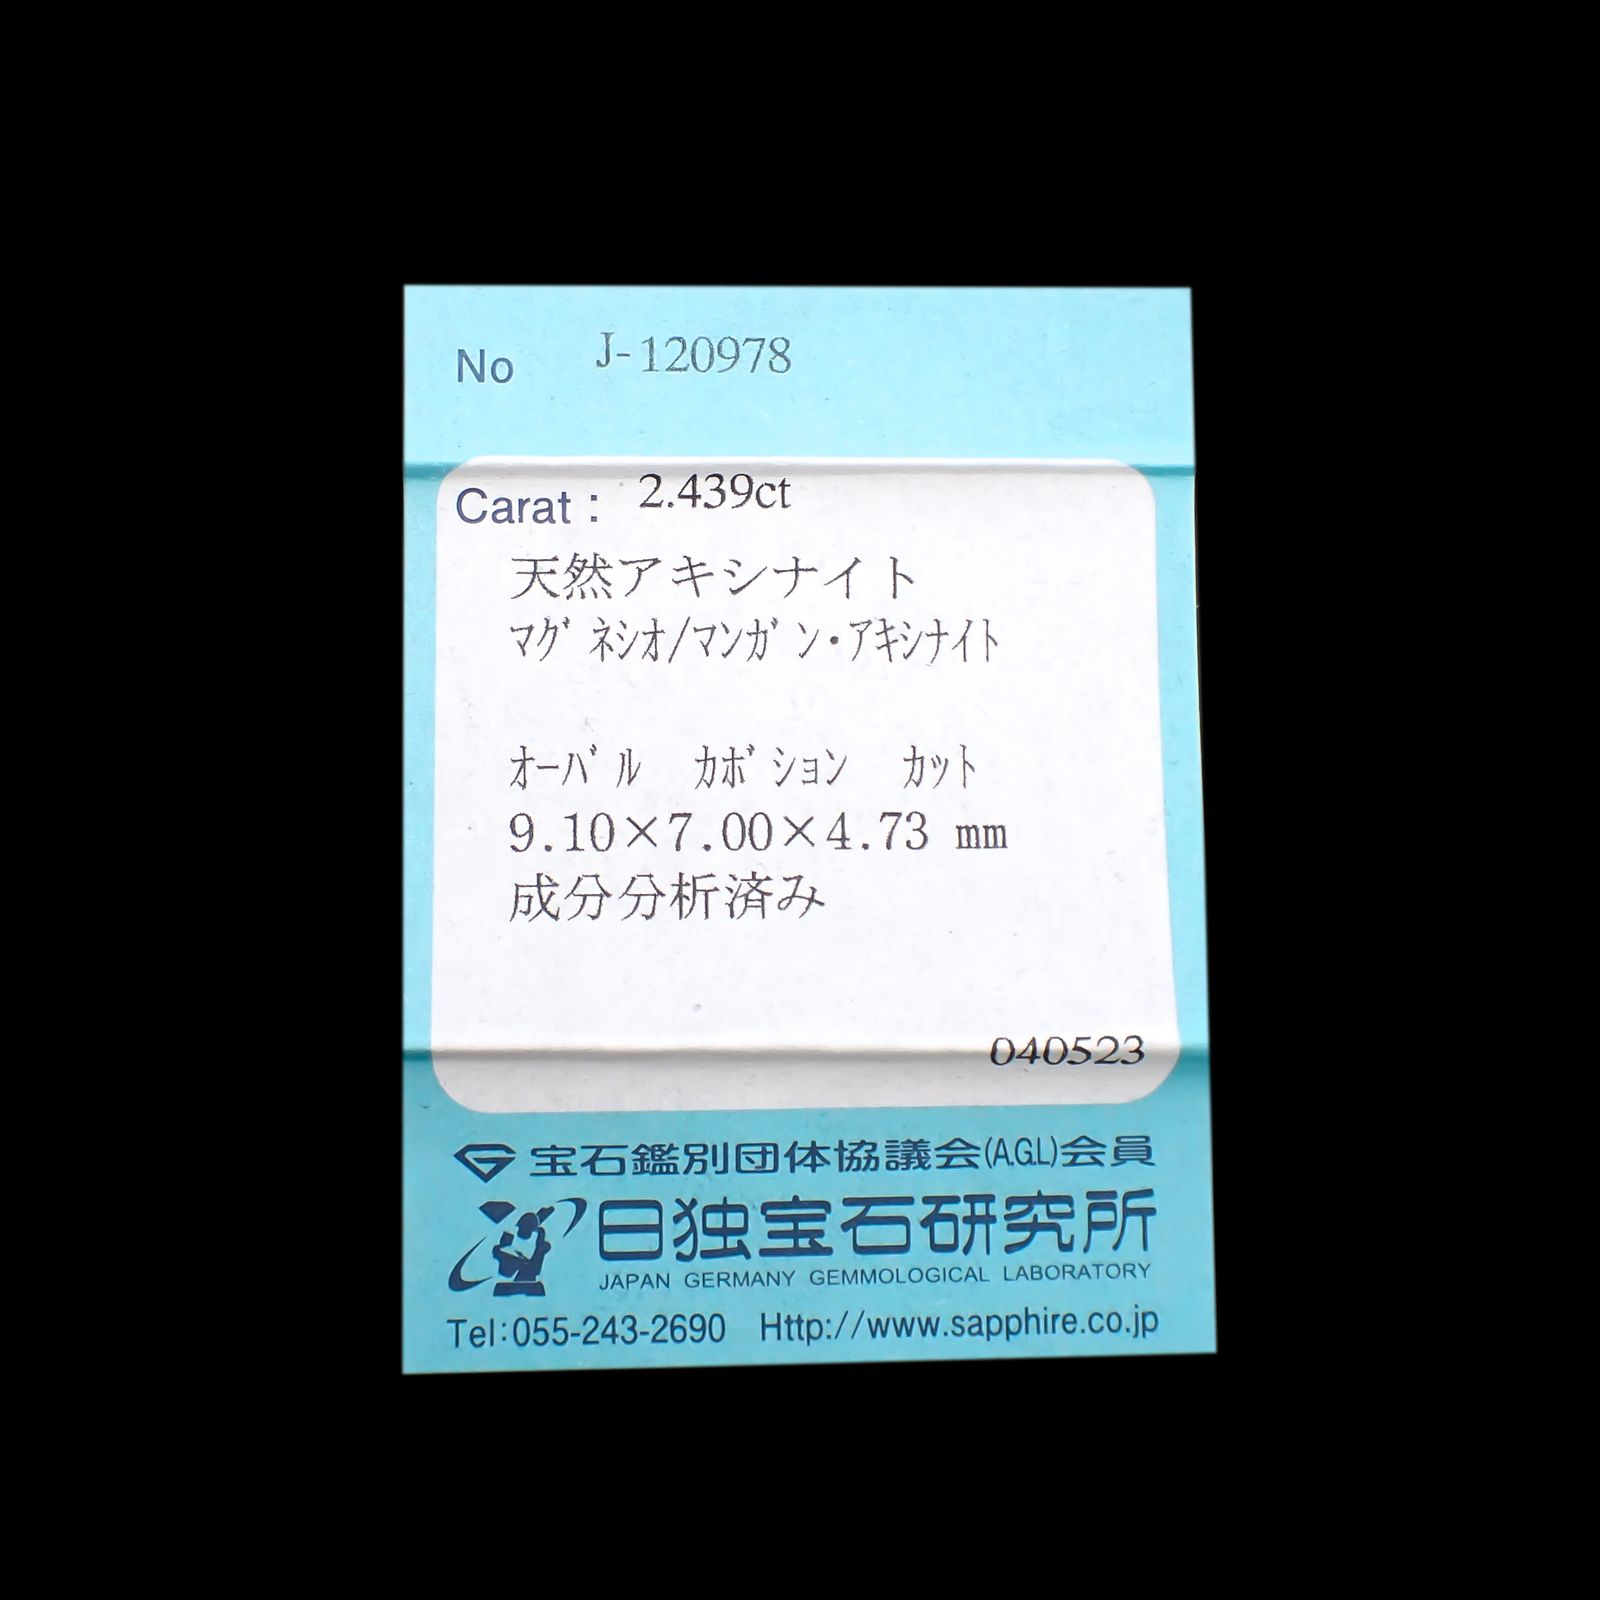 No J-120978
Carat: 2.439ct
天然アキシナイト
ﾏｸﾞﾈｼｵ/ﾏﾝｶﾞﾝ・ｱｷｼﾅｲﾄ
ｵｰﾊﾞﾙ ｶﾎﾞｼｮﾝ ｶｯﾄ
9.10×7.00×4.73 mm
成分分析済み
040523
宝石鑑別団体協議会(A.G.L)会員
日独宝石研究所
JAPAN GERMANY GEMMOLOGICAL LABORATORY
Tel:055-243-2690 Http://www.sapphire.co.jp